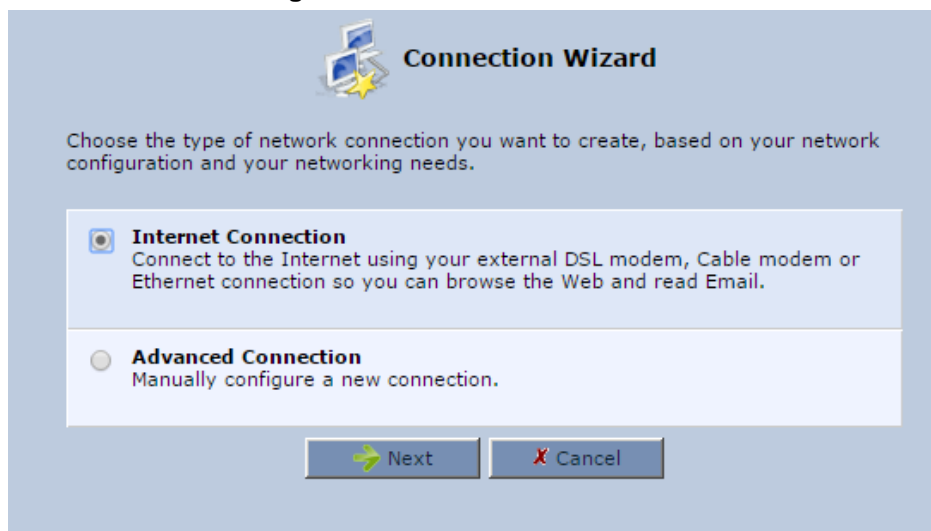 Connection Wizard
Choose the type of network connection you want to create, based on your network
configuration and your networking needs.
Internet Connection
Connect to the Internet using your external DSL modem, Cable modem or
Ethernet connection so you can browse the Web and read Email.
Advanced Connection
Manually configure a new connection.
Next
Cancel